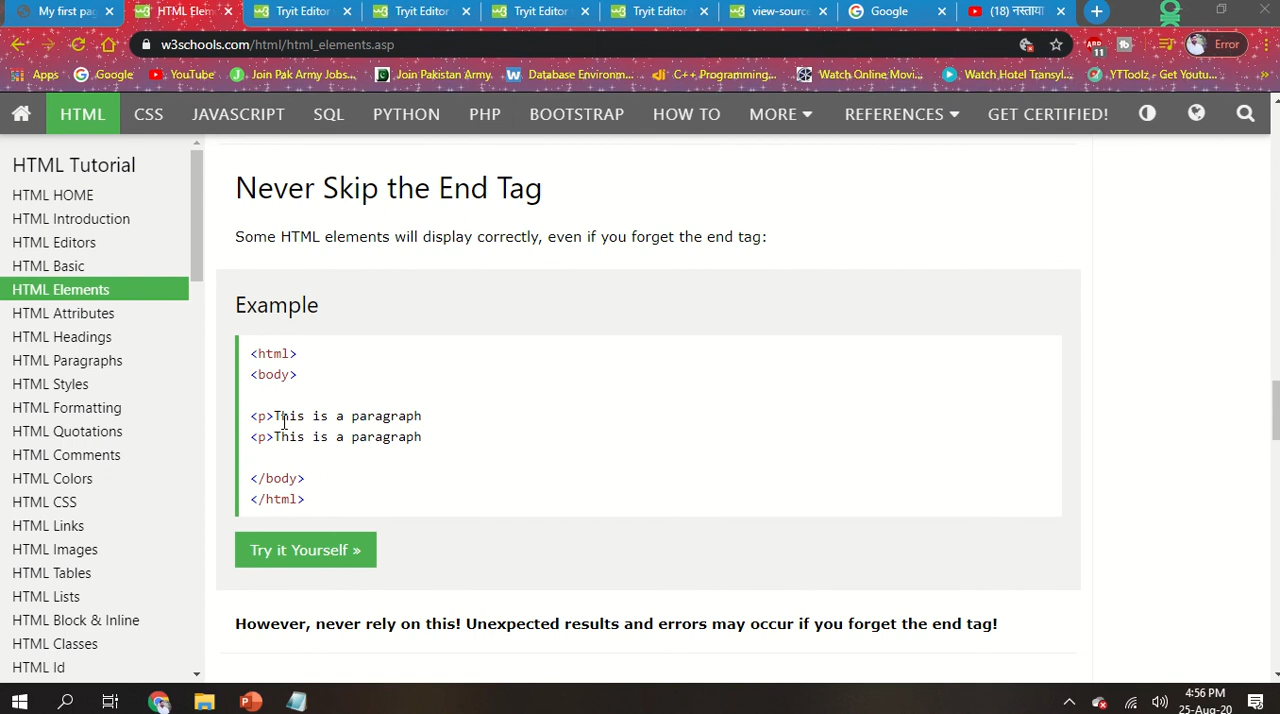 My first pag
HTML Elem
Tryit Editor
Tryit Editor
Tryit Editor
Tryit Editor
view-source
Google
(18) नस्ताया
w3schools.com/html/html_elements.asp
ABP
11
tb
Error
Apps
Google
YouTube
Join Pak Army Jobs...
Join Pakistan Army.
Database Environm...
C++ Programming...
Watch Online Movi...
Watch Hotel Transyl...
YTToolz - Get Youtu...
HTML
CSS
JAVASCRIPT
SQL
PYTHON
PHP
BOOTSTRAP
HOW TO
MORE
REFERENCES
GET CERTIFIED!
HTML Tutorial
HTML HOME
HTML Introduction
HTML Editors
HTML Basic
HTML Elements
HTML Attributes
HTML Headings
HTML Paragraphs
HTML Styles
HTML Formatting
HTML Quotations
HTML Comments
HTML Colors
HTML CSS
HTML Links
HTML Images
HTML Tables
HTML Lists
HTML Block & Inline
HTML Classes
HTML Id
Never Skip the End Tag
Some HTML elements will display correctly, even if you forget the end tag:
Example
<html>
<body>
<p>This is a paragraph
<p>This is a paragraph
</body>
</html>
Try it Yourself »
However, never rely on this! Unexpected results and errors may occur if you forget the end tag!
4:56 PM
25-Aug-20